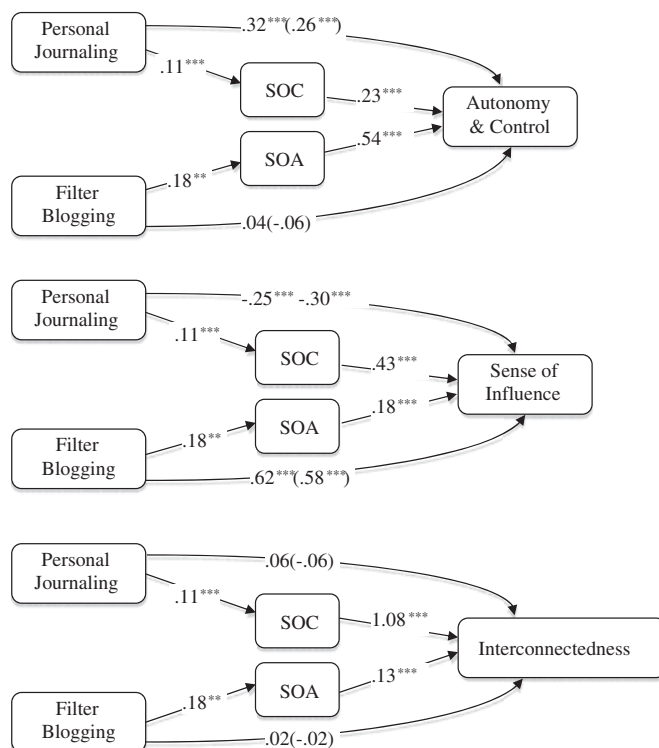 Personal
Journaling
.32***(.26***)
.11***
SOC
.23***
Autonomy
& Control
SOA
.54***
.18**
Filter
Blogging
.04(-.06)
Personal
Journaling
-.25*** -.30***
.11***
SOC
.43***
Sense of
Influence
SOA
.18***
.18**
Filter
Blogging
.62***(.58***)
Personal
Journaling
.06(-.06)
.11***
SOC
1.08***
Interconnectedness
SOA
.13***
.18**
Filter
Blogging
.02(-.02)